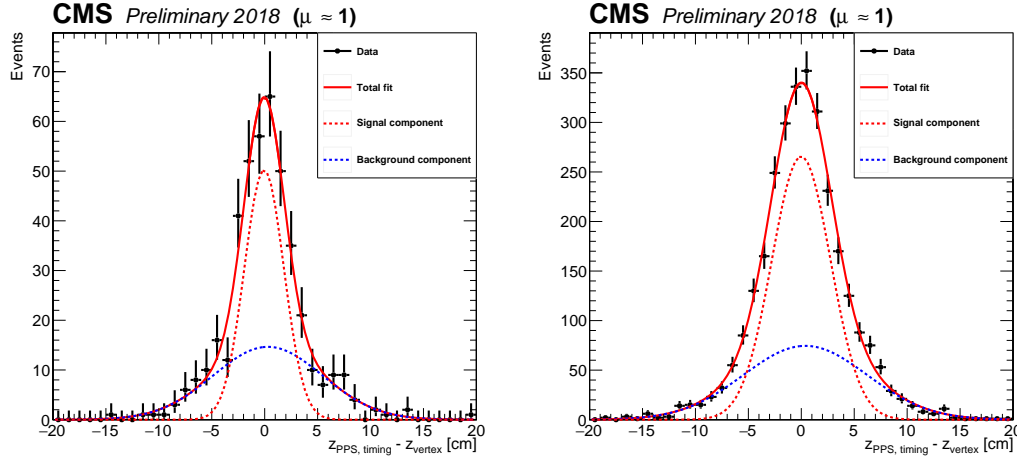 CMS Preliminary 2018 (μ ≈ 1)
Events
70
60
50
40
30
20
10
0
−20 −15 −10 −5 0 5 10 15 20
z_PPS, timing - z_vertex [cm]
Data
Total fit
Signal component
Background component
CMS Preliminary 2018 (μ ≈ 1)
Events
350
300
250
200
150
100
50
0
−20 −15 −10 −5 0 5 10 15 20
z_PPS, timing - z_vertex [cm]
Data
Total fit
Signal component
Background component